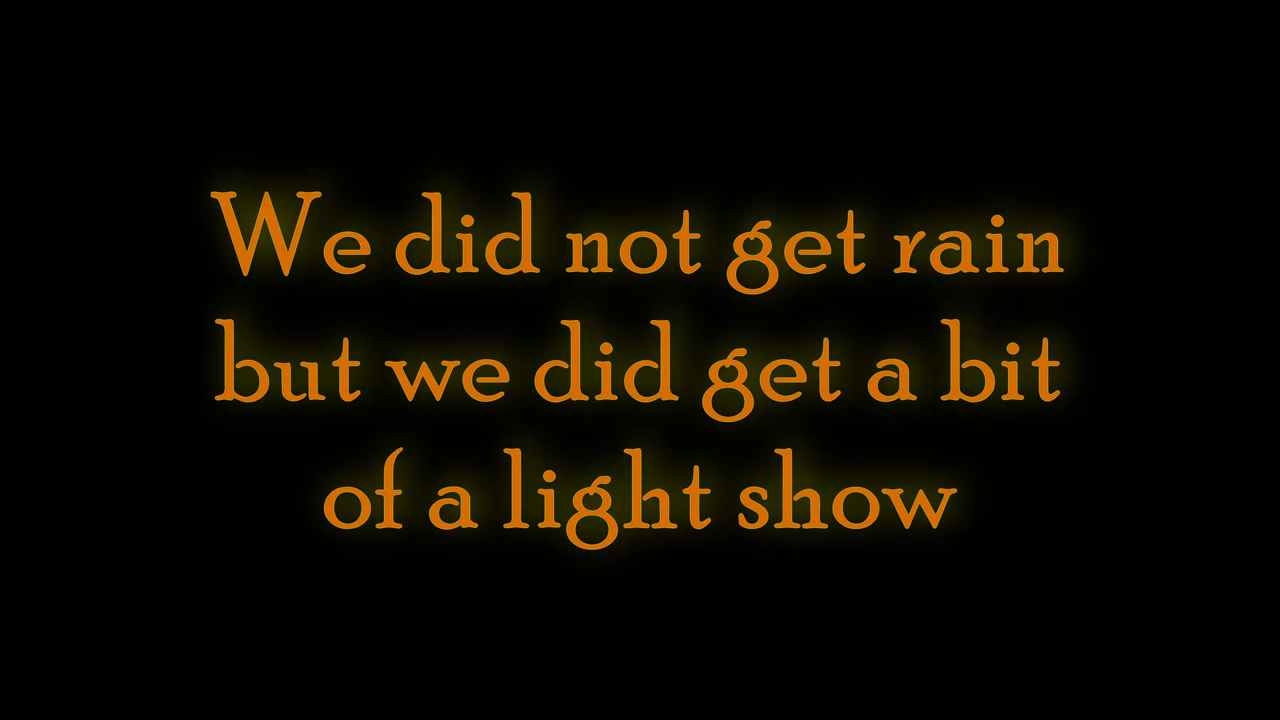 We did not get rain
but we did get a bit
of a light show